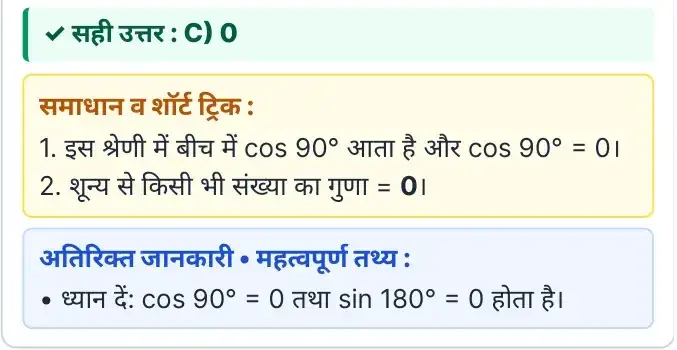 ✓ सही उत्तर : C) 0
समाधान व शॉर्ट ट्रिक :
1. इस श्रेणी में बीच में cos 90° आता है और cos 90° = 0।
2. शून्य से किसी भी संख्या का गुणा = 0।
अतिरिक्त जानकारी • महत्वपूर्ण तथ्य :
• ध्यान दें: cos 90° = 0 तथा sin 180° = 0 होता है।